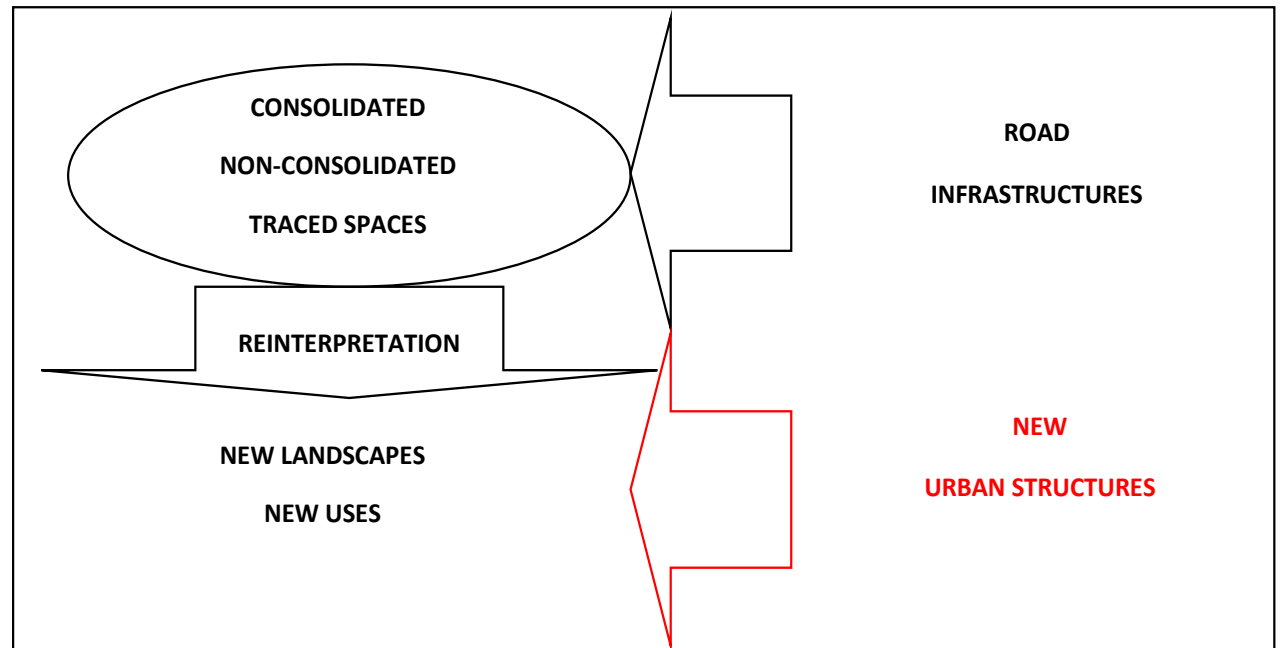 CONSOLIDATED
NON-CONSOLIDATED
TRACED SPACES
ROAD
INFRASTRUCTURES
REINTERPRETATION
NEW LANDSCAPES
NEW USES
NEW
URBAN STRUCTURES